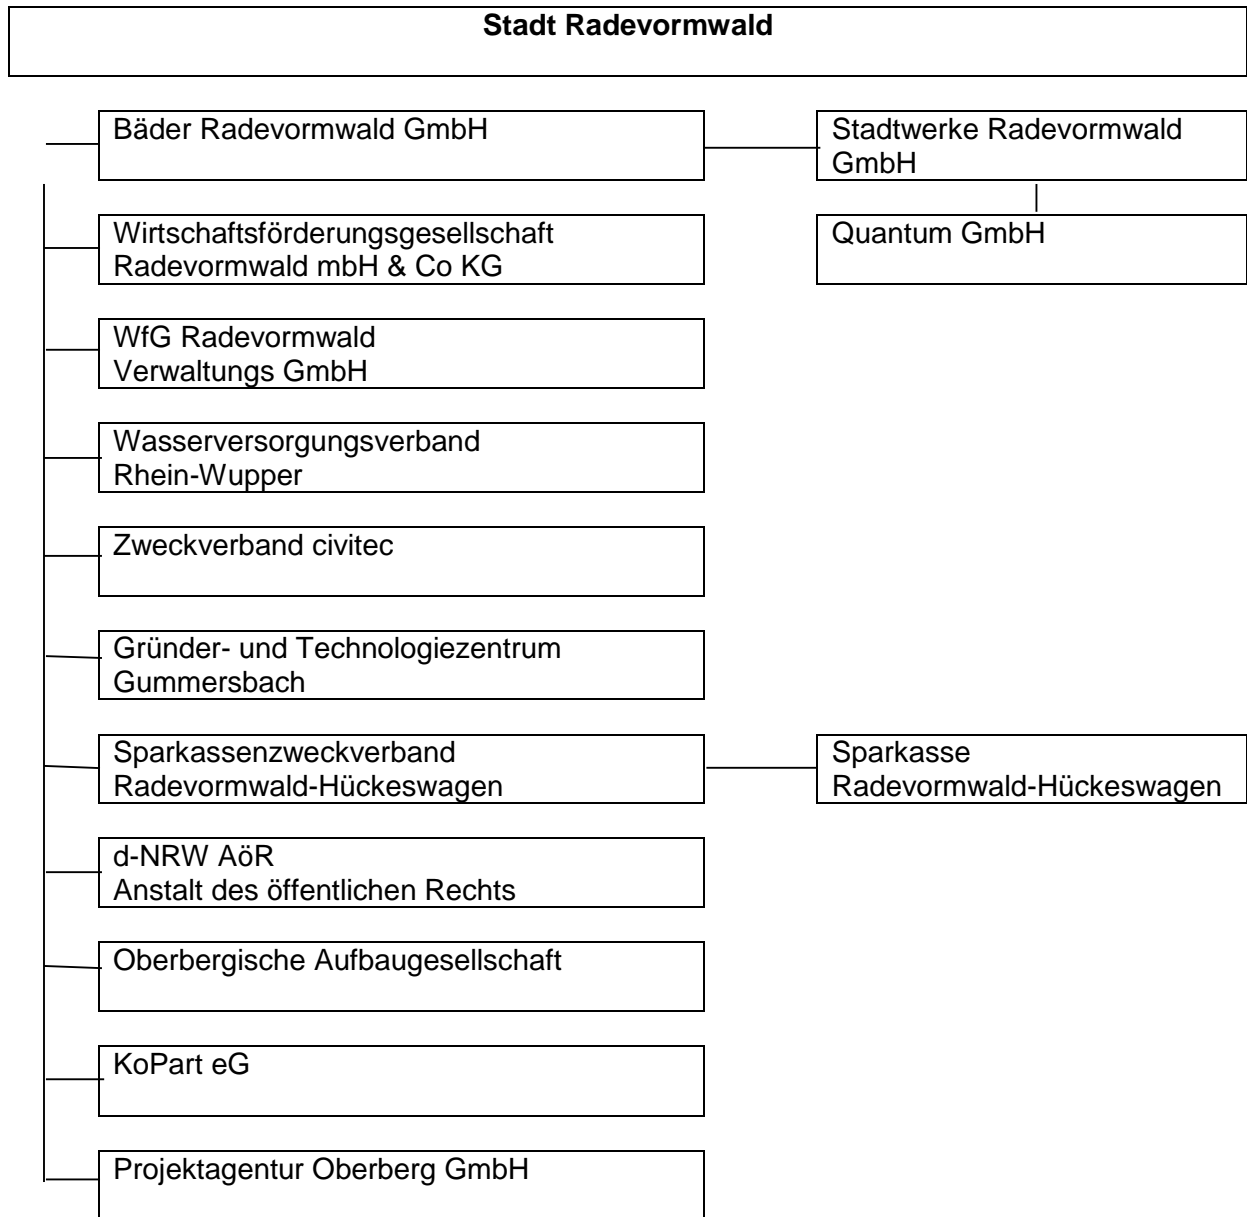 Stadt Radevormwald
Bäder Radevormwald GmbH
Stadtwerke Radevormwald
GmbH
Wirtschaftsförderungsgesellschaft
Radevormwald mbH & Co KG
Quantum GmbH
WfG Radevormwald
Verwaltungs GmbH
Wasserversorgungsverband
Rhein-Wupper
Zweckverband civitec
Gründer- und Technologiezentrum
Gummersbach
Sparkassenzweckverband
Radevormwald-Hückeswagen
Sparkasse
Radevormwald-Hückeswagen
d-NRW AöR
Anstalt des öffentlichen Rechts
Oberbergische Aufbaugesellschaft
KoPart eG
Projektagentur Oberberg GmbH